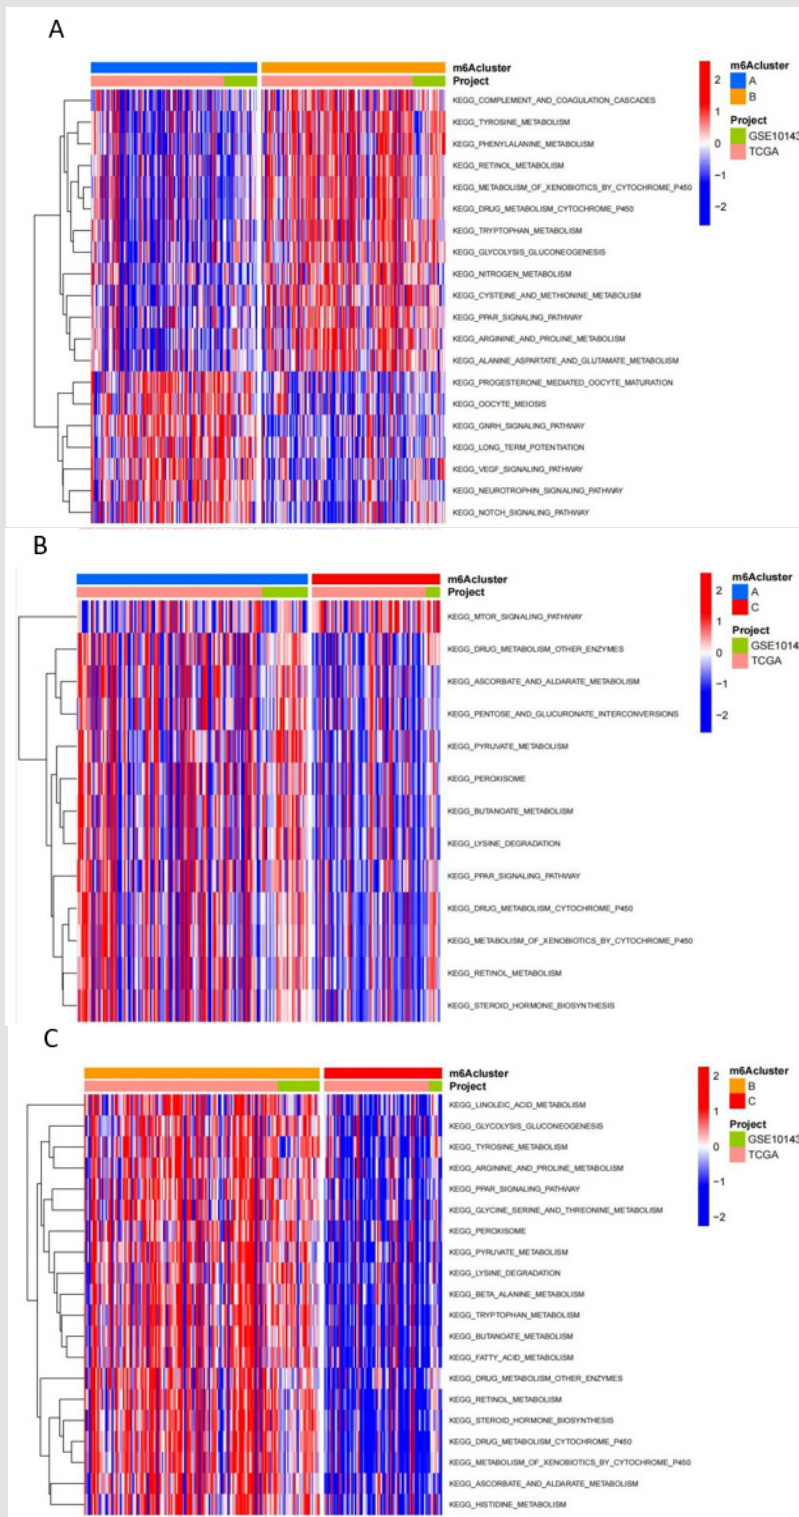 A
m6Acluster
Project
KEGG_COMPLEMENT_AND_COAGULATION_CASCADES
KEGG_TYROSINE_METABOLISM
KEGG_PHENYLALANINE_METABOLISM
KEGG_RETINOL_METABOLISM
KEGG_METABOLISM_OF_XENOBIOTICS_BY_CYTOCHROME_P450
KEGG_DRUG_METABOLISM_CYTOCHROME_P450
KEGG_TRYPTOPHAN_METABOLISM
KEGG_GLYCOLYSIS_GLUCONEOGENESIS
KEGG_NITROGEN_METABOLISM
KEGG_CYSTEINE_AND_METHIONINE_METABOLISM
KEGG_PPAR_SIGNALING_PATHWAY
KEGG_ARGININE_AND_PROLINE_METABOLISM
KEGG_ALANINE_ASPARTATE_AND_GLUTAMATE_METABOLISM
KEGG_PROGESTERONE_MEDIATED_OOCYTE_MATURATION
KEGG_OOCYTE_MEIOSIS
KEGG_GNRH_SIGNALING_PATHWAY
KEGG_LONG_TERM_POTENTIATION
KEGG_VEGF_SIGNALING_PATHWAY
KEGG_NEUROTROPHIN_SIGNALING_PATHWAY
KEGG_NOTCH_SIGNALING_PATHWAY
2
1
0
−1
−2
m6Acluster
A
B
Project
GSE10143
TCGA
B
m6Acluster
Project
KEGG_MTOR_SIGNALING_PATHWAY
KEGG_DRUG_METABOLISM_OTHER_ENZYMES
KEGG_ASCORBATE_AND_ALDARATE_METABOLISM
KEGG_PENTOSE_AND_GLUCURONATE_INTERCONVERSIONS
KEGG_PYRUVATE_METABOLISM
KEGG_PEROXISOME
KEGG_BUTANOATE_METABOLISM
KEGG_LYSINE_DEGRADATION
KEGG_PPAR_SIGNALING_PATHWAY
KEGG_DRUG_METABOLISM_CYTOCHROME_P450
KEGG_METABOLISM_OF_XENOBIOTICS_BY_CYTOCHROME_P450
KEGG_RETINOL_METABOLISM
KEGG_STEROID_HORMONE_BIOSYNTHESIS
2
1
0
−1
−2
m6Acluster
A
C
Project
GSE1014
TCGA
C
m6Acluster
Project
KEGG_LINOLEIC_ACID_METABOLISM
KEGG_GLYCOLYSIS_GLUCONEOGENESIS
KEGG_TYROSINE_METABOLISM
KEGG_ARGININE_AND_PROLINE_METABOLISM
KEGG_PPAR_SIGNALING_PATHWAY
KEGG_GLYCINE_SERINE_AND_THREONINE_METABOLISM
KEGG_PEROXISOME
KEGG_PYRUVATE_METABOLISM
KEGG_LYSINE_DEGRADATION
KEGG_BETA_ALANINE_METABOLISM
KEGG_TRYPTOPHAN_METABOLISM
KEGG_BUTANOATE_METABOLISM
KEGG_FATTY_ACID_METABOLISM
KEGG_DRUG_METABOLISM_OTHER_ENZYMES
KEGG_RETINOL_METABOLISM
KEGG_STEROID_HORMONE_BIOSYNTHESIS
KEGG_DRUG_METABOLISM_CYTOCHROME_P450
KEGG_METABOLISM_OF_XENOBIOTICS_BY_CYTOCHROME_P450
KEGG_ASCORBATE_AND_ALDARATE_METABOLISM
KEGG_HISTIDINE_METABOLISM
2
1
0
−1
−2
m6Acluster
B
C
Project
GSE10143
TCGA